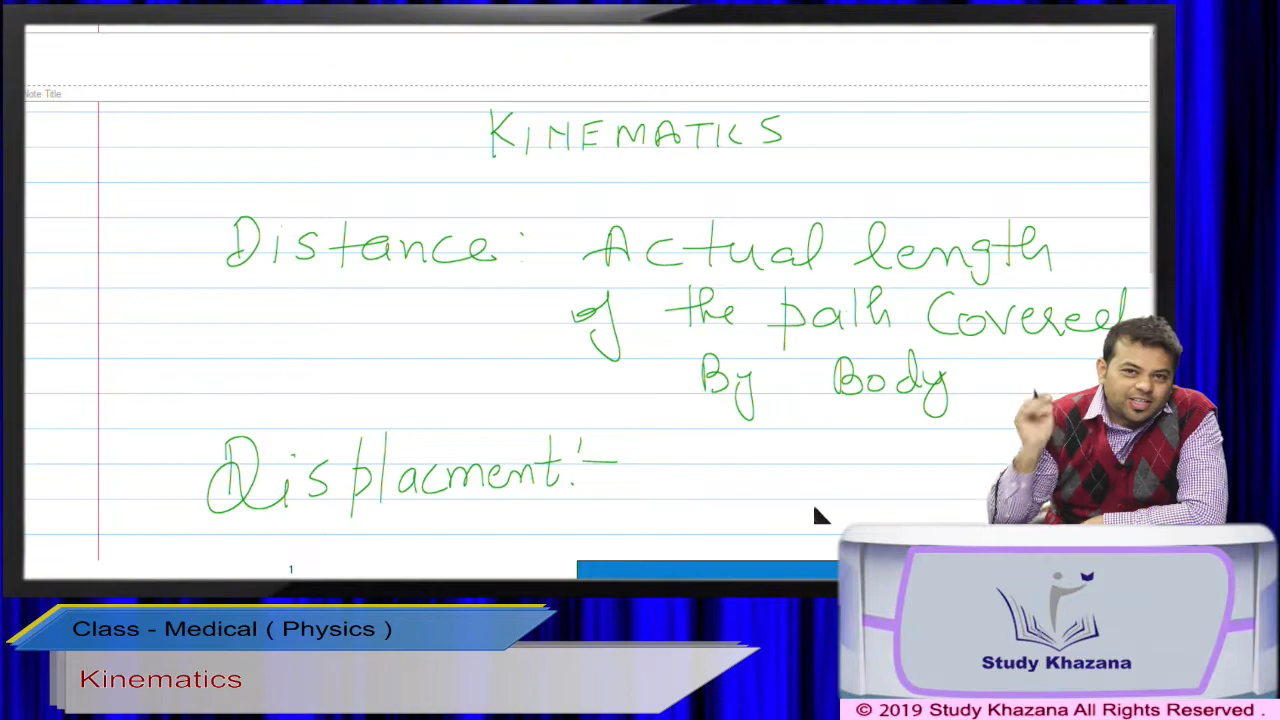 Note Title
KINEMATICS
Distance: Actual length
of the path Covered
By Body
Displacment:-
1
Class - Medical ( Physics )
Kinematics
Study Khazana
© 2019 Study Khazana All Rights Reserved .